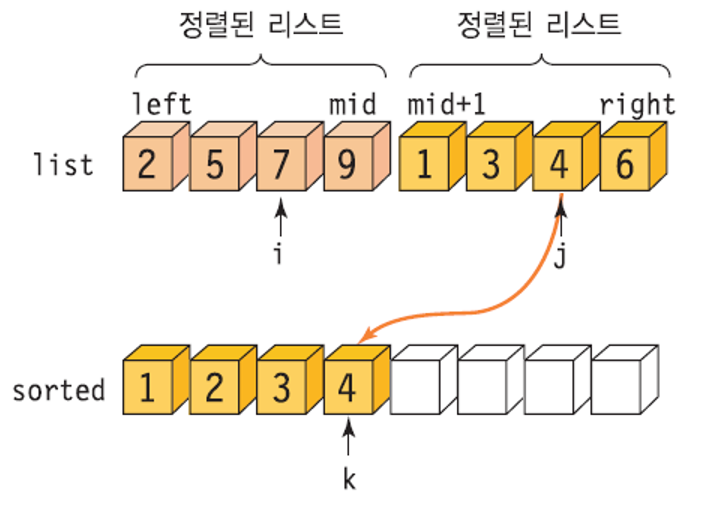 정렬된 리스트 정렬된 리스트
left mid mid+1 right
list 2 5 7 9 1 3 4 6
i j
sorted 1 2 3 4
k